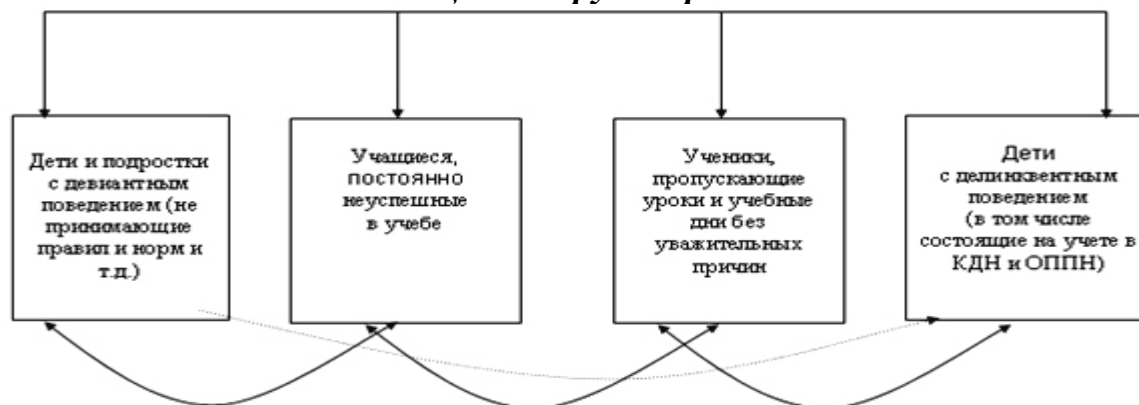 Дети и подростки
с девиантным
поведением (не
принимающие
правил и норм и
т.д.)
Учащиеся,
постоянно
неуспешные
в учебе
Ученики,
пропускающие
уроки и учебные
дни без
уважительных
причин
Дети
с делинквентным
поведением
(в том числе
состоящие на учете в
КДН и ОППН)